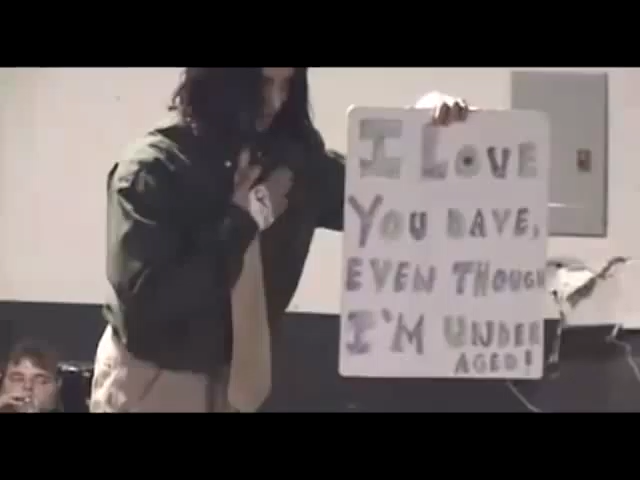 I LOVE
YOU DAVE,
EVEN THOUGH
I'M UNDER
AGED!